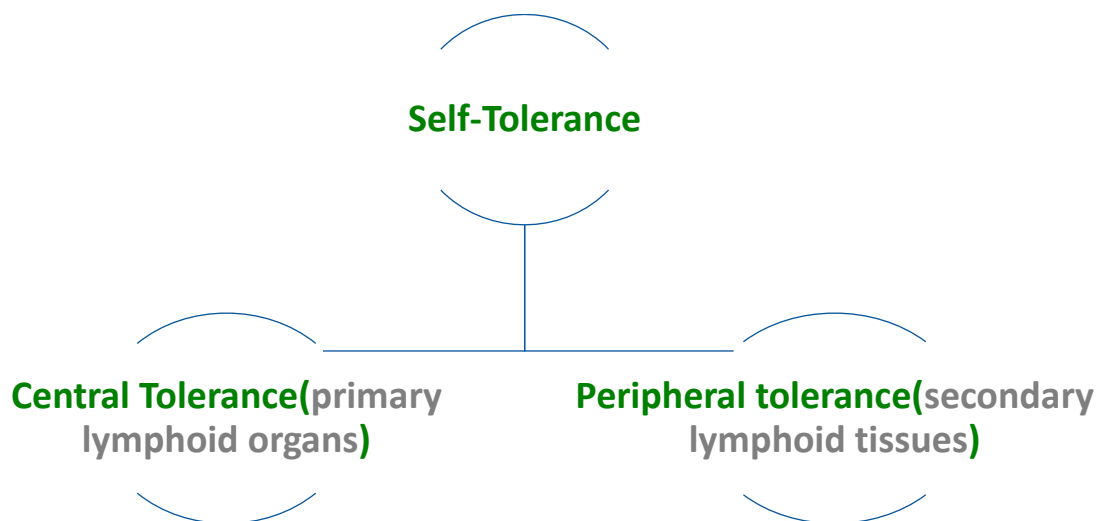 Self-Tolerance
Central Tolerance(primary
lymphoid organs)
Peripheral tolerance(secondary
lymphoid tissues)